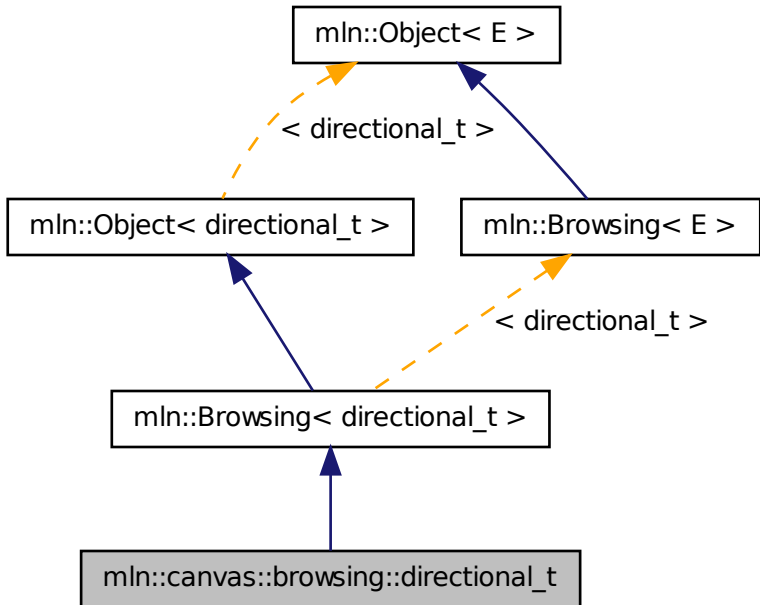 mln::Object< E >
< directional_t >
mln::Object< directional_t >
mln::Browsing< E >
< directional_t >
mln::Browsing< directional_t >
mln::canvas::browsing::directional_t